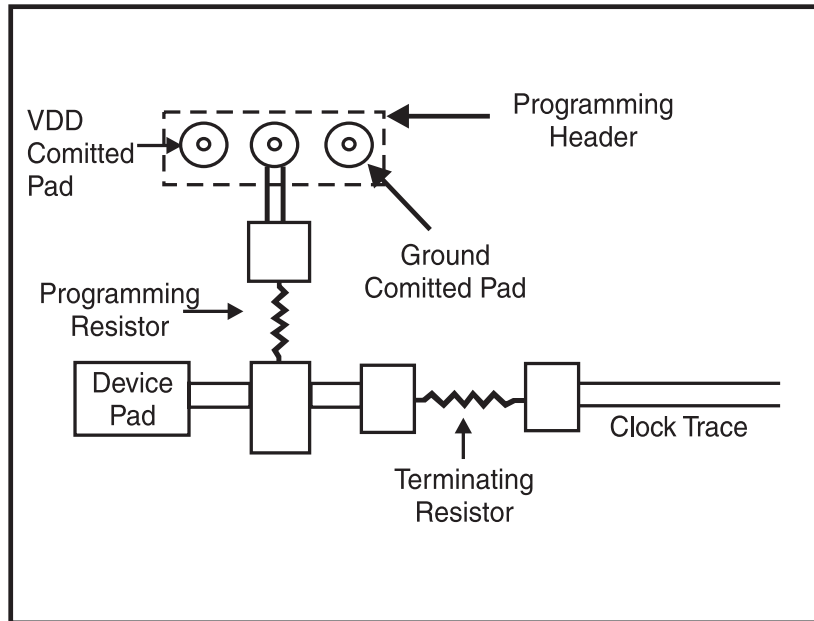 VDD
Comitted
Pad
Programming
Header
Ground
Comitted Pad
Programming
Resistor
Device
Pad
Clock Trace
Terminating
Resistor